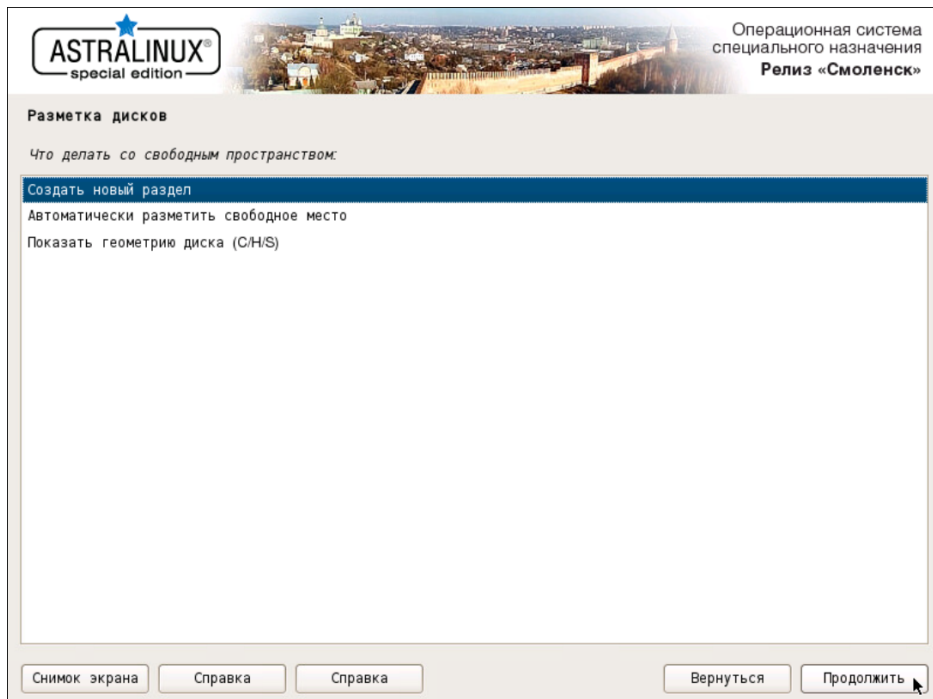 ASTRALINUX®
special edition
Операционная система
специального назначения
Релиз «Смоленск»
Разметка дисков
Что делать со свободным пространством:
Создать новый раздел
Автоматически разметить свободное место
Показать геометрию диска (C/H/S)
Снимок экрана
Справка
Справка
Вернуться
Продолжить